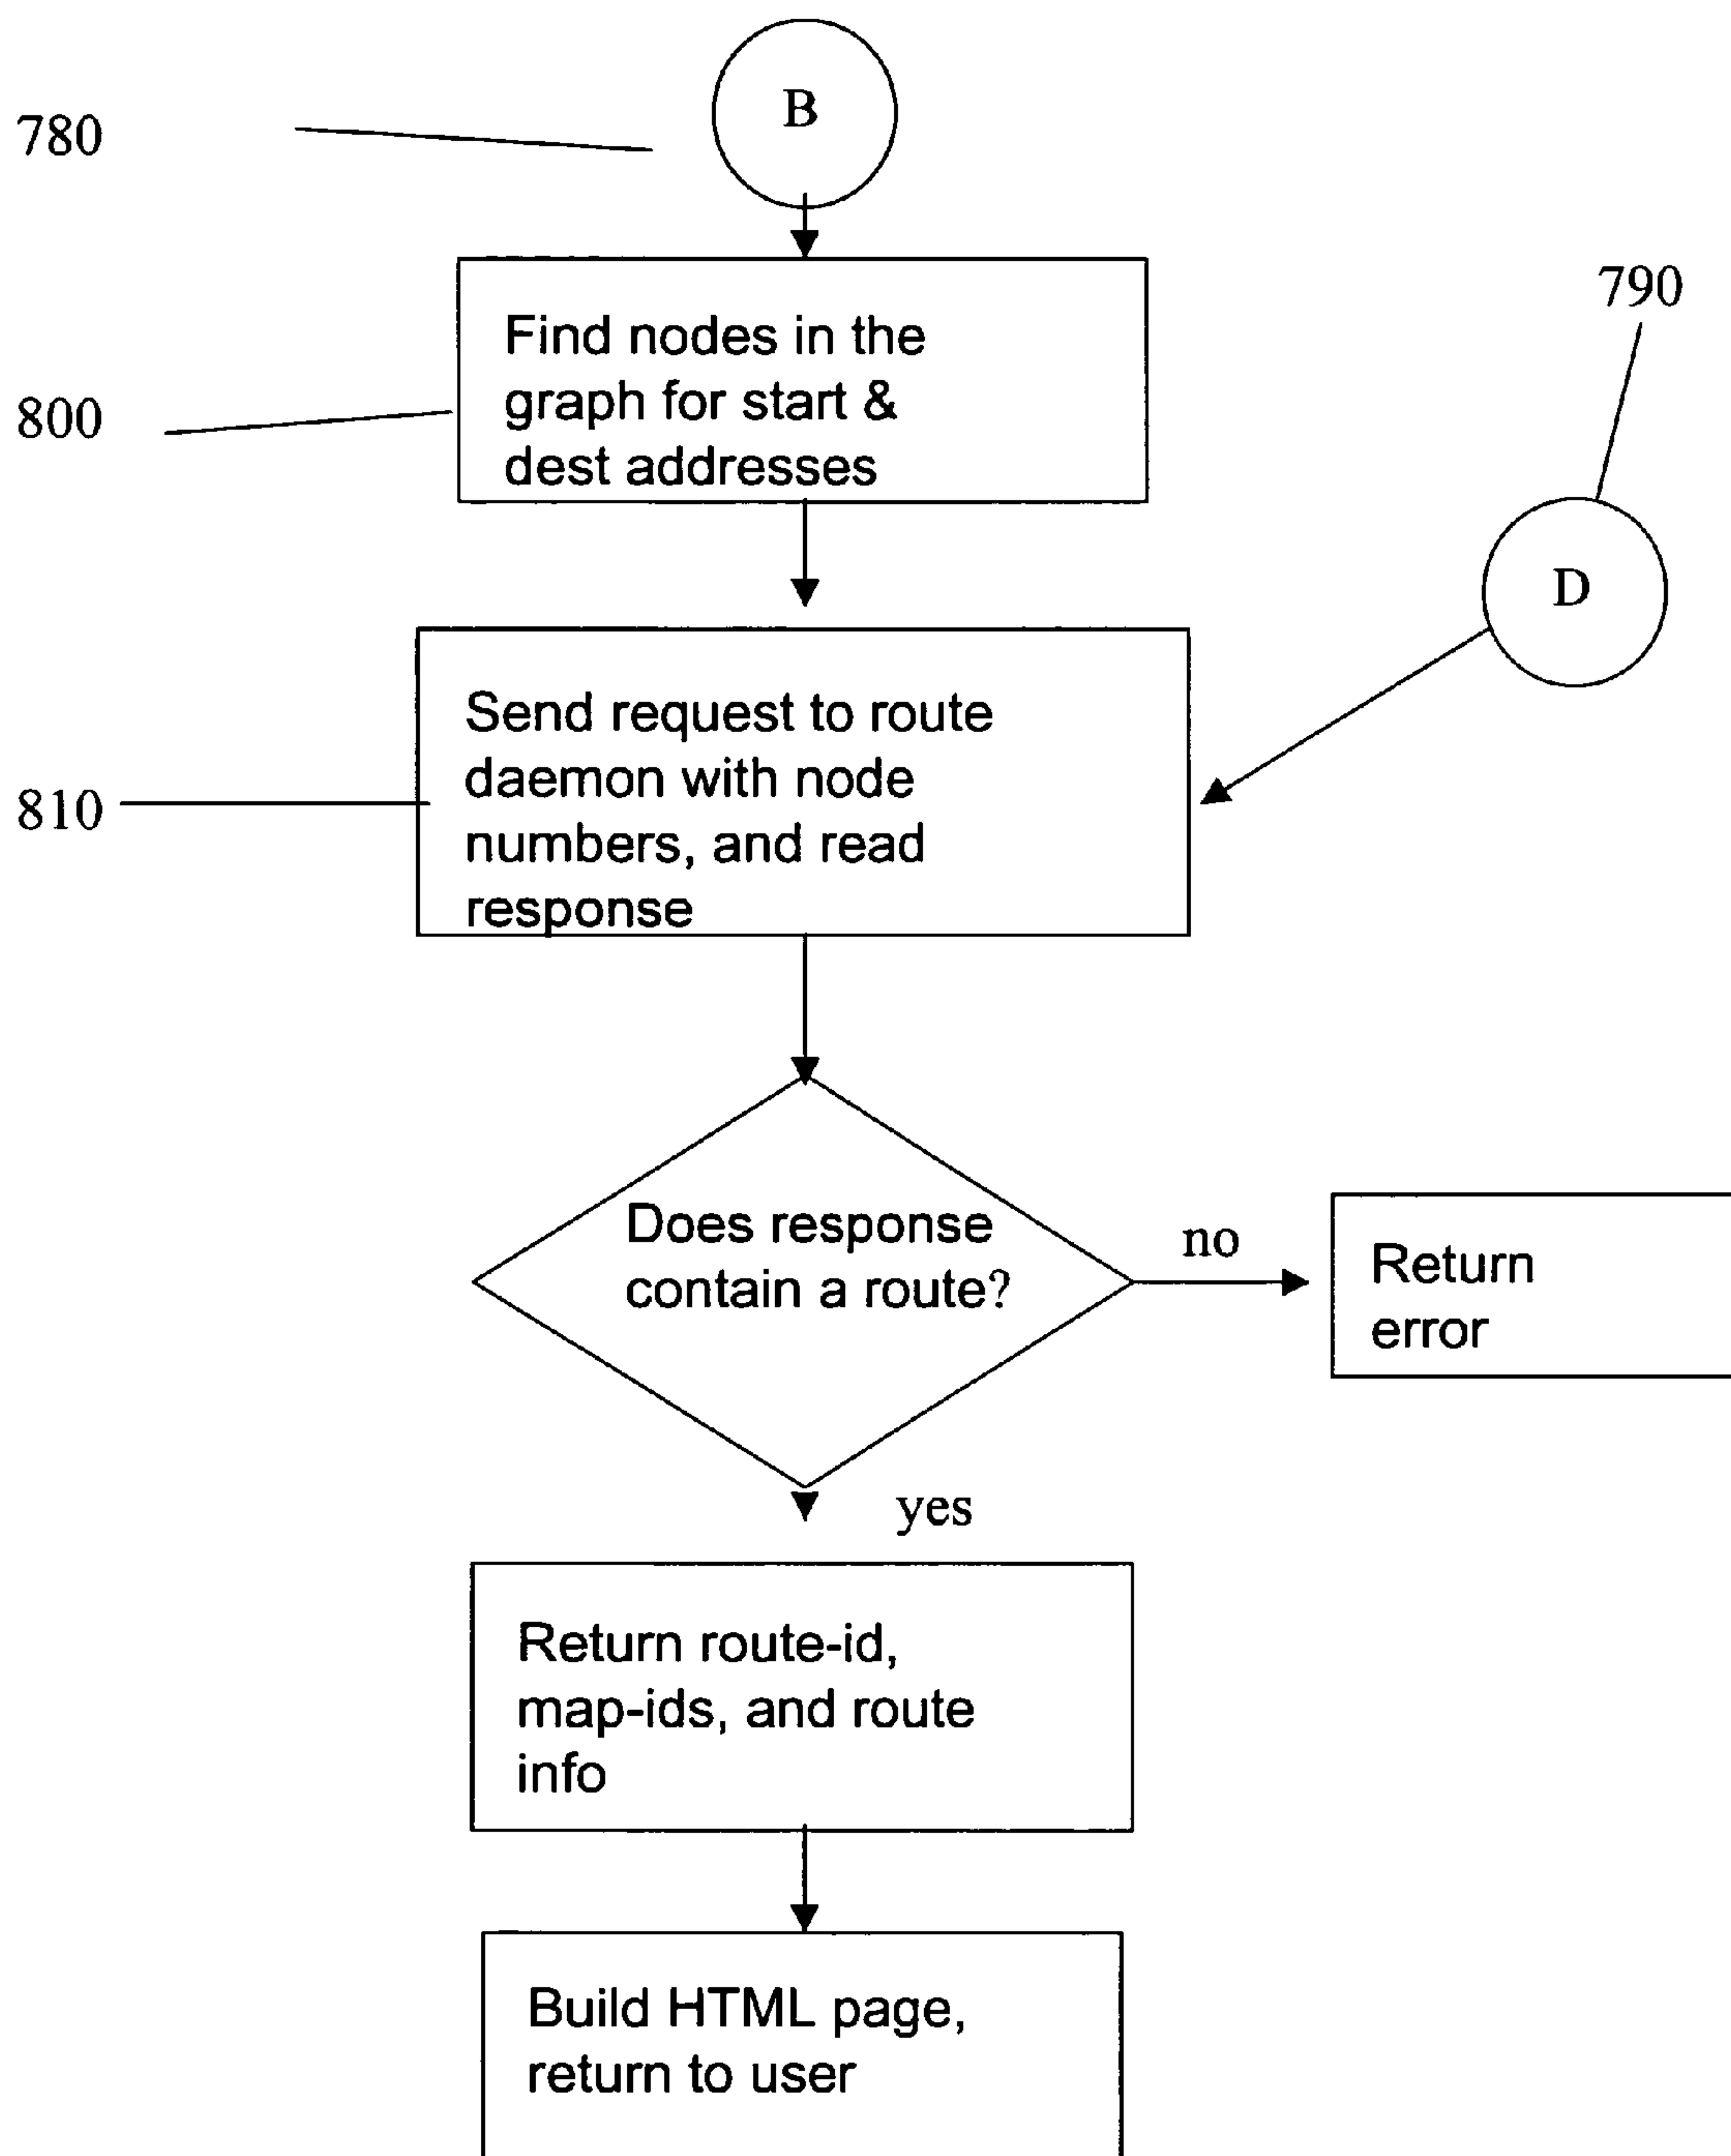 B
780
Find nodes in the
graph for start &
dest addresses
790
800
D
Send request to route
daemon with node
numbers, and read
response
810
Does response
contain a route?
no
Return
error
yes
Return route-id,
map-ids, and route
info
Build HTML page,
return to user